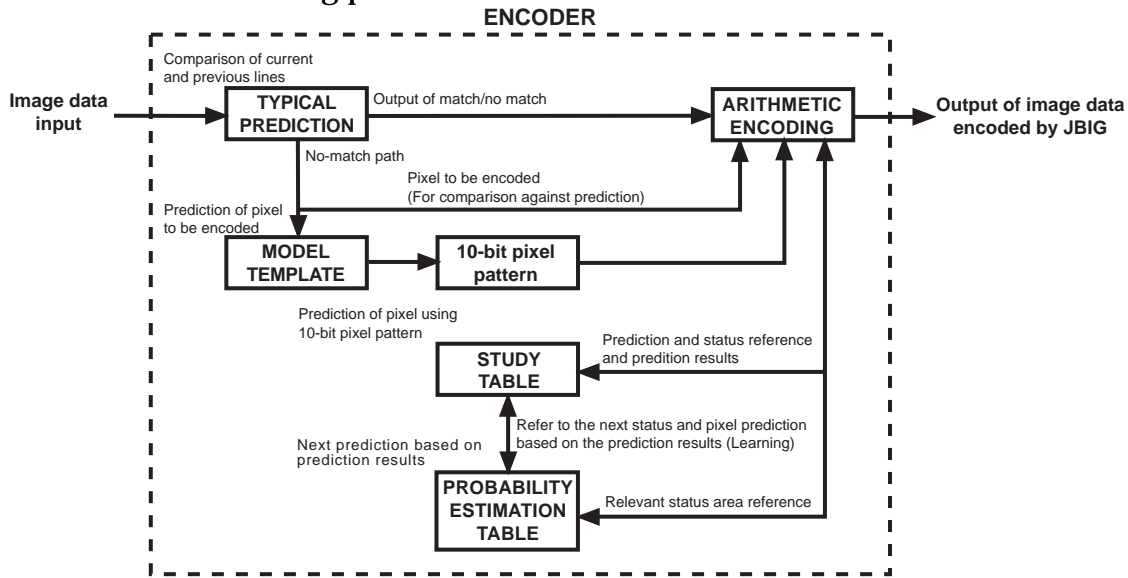 ENCODER
Comparison of current
and previous lines
Image data
input
TYPICAL
PREDICTION
Output of match/no match
ARITHMETIC
ENCODING
Output of image data
encoded by JBIG
No-match path
Pixel to be encoded
(For comparison against prediction)
Prediction of pixel
to be encoded
MODEL
TEMPLATE
10-bit pixel
pattern
Prediction of pixel using
10-bit pixel pattern
Prediction and status reference
and predition results
STUDY
TABLE
Refer to the next status and pixel prediction
based on the prediction results (Learning)
Next prediction based on
prediction results
PROBABILITY
ESTIMATION
TABLE
Relevant status area reference